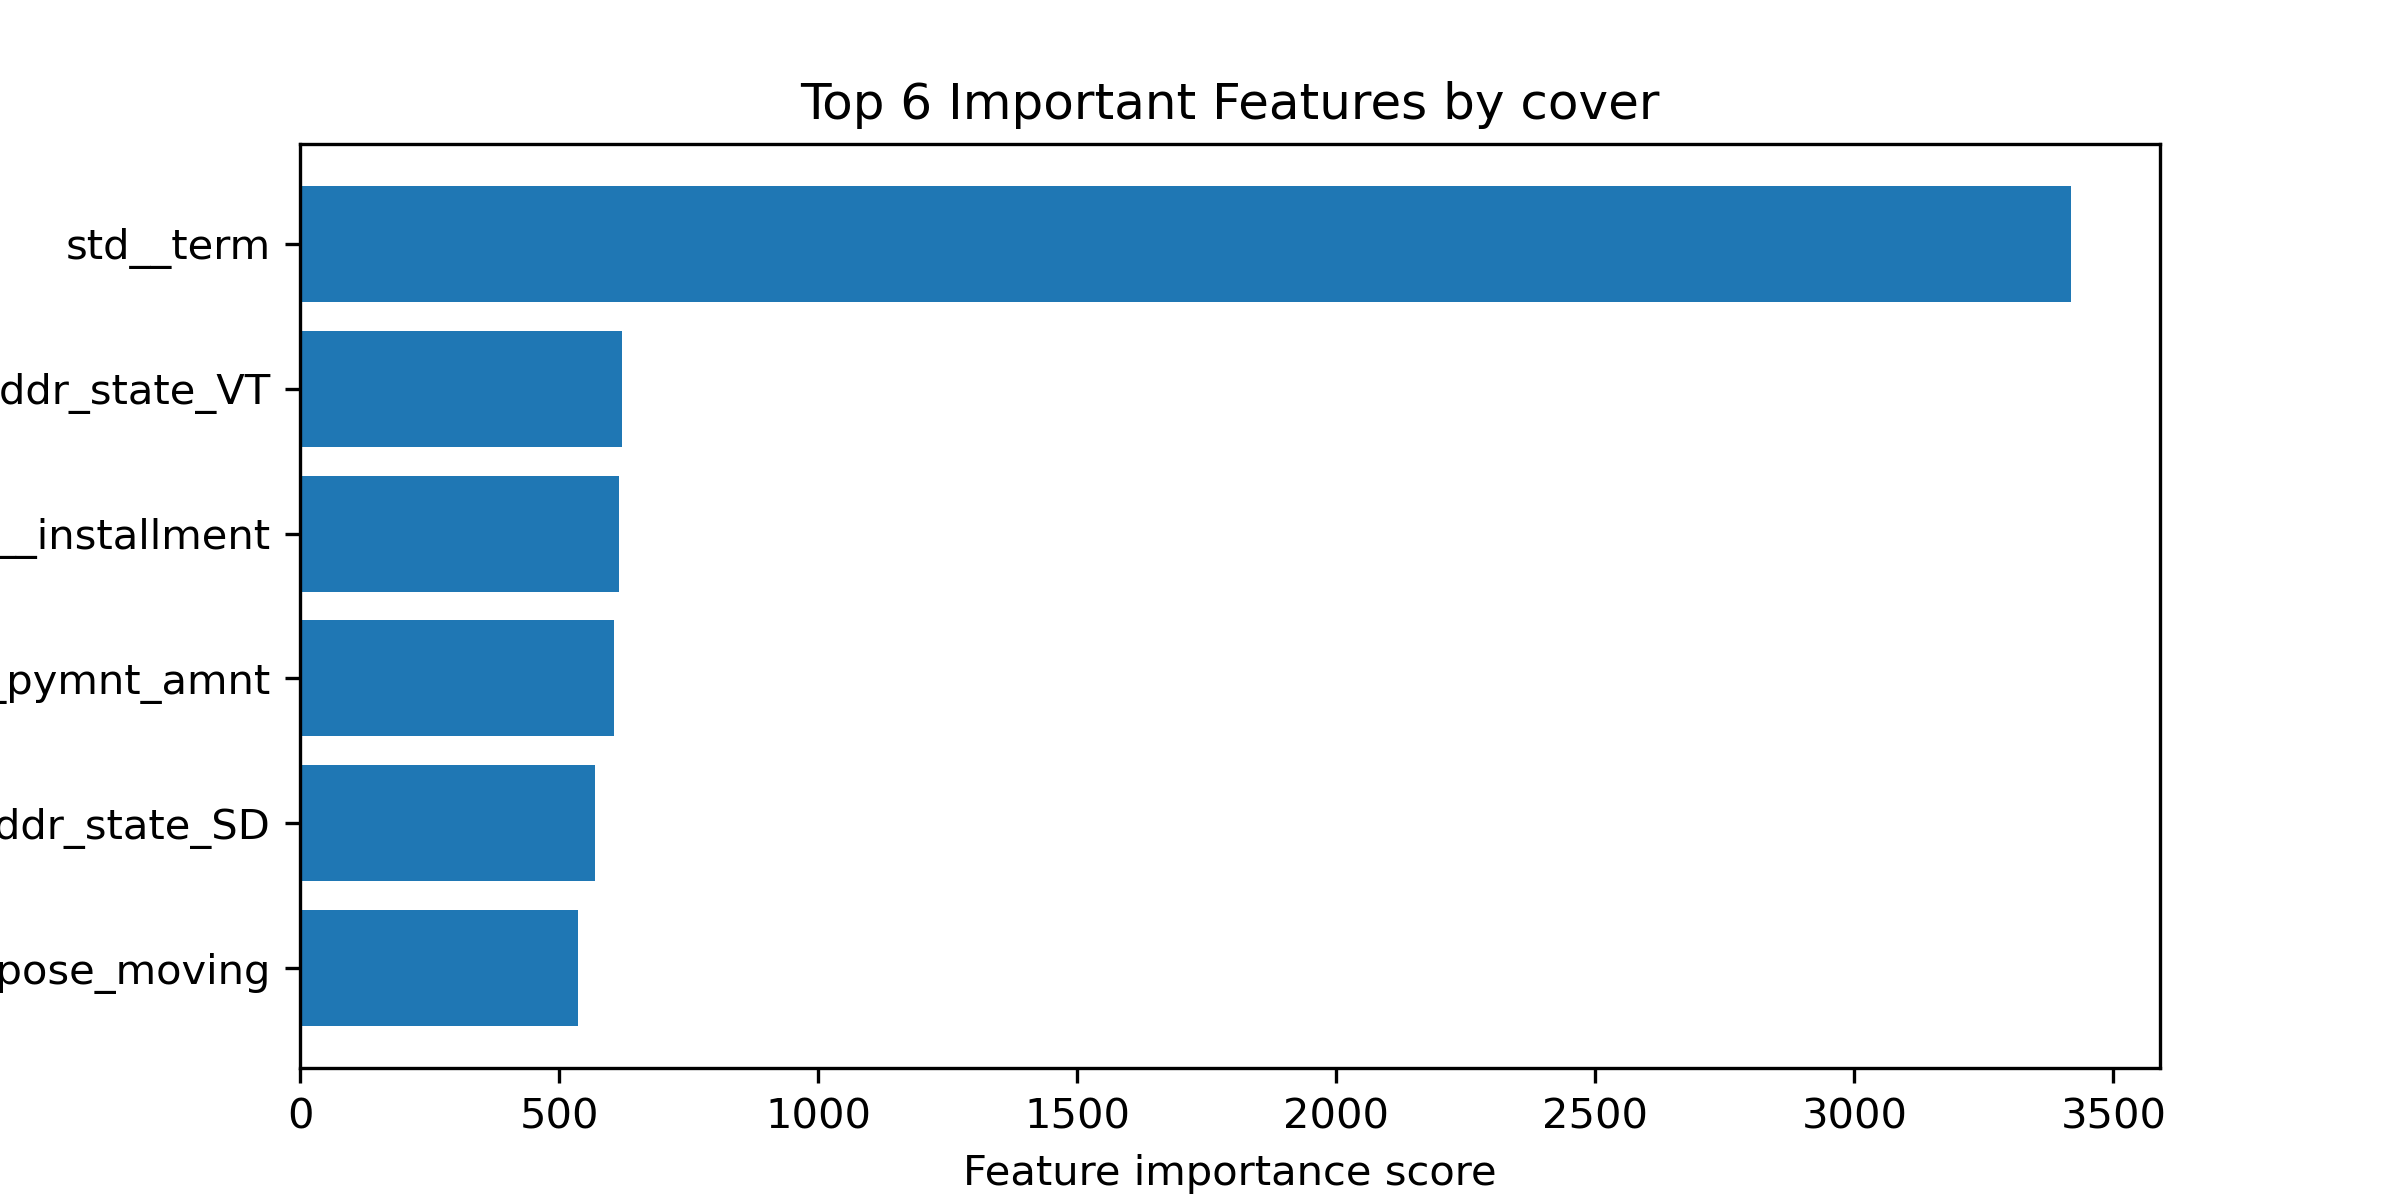 Top 6 Important Features by cover
std__term
ddr_state_VT
__installment
_pymnt_amnt
ddr_state_SD
pose_moving
0 500 1000 1500 2000 2500 3000 3500
Feature importance score